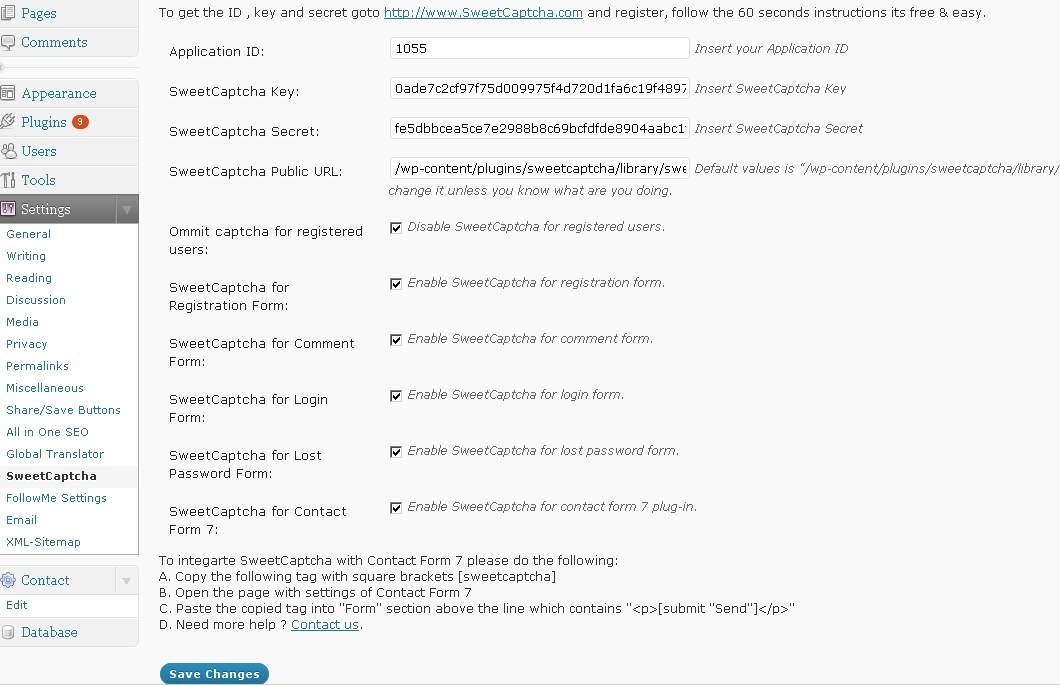 Pages
Comments
Appearance
Plugins 9
Users
Tools
Settings
General
Writing
Reading
Discussion
Media
Privacy
Permalinks
Miscellaneous
Share/Save Buttons
All in One SEO
Global Translator
SweetCaptcha
FollowMe Settings
Email
XML-Sitemap
Contact
Edit
Database
To get the ID , key and secret goto http://www.SweetCaptcha.com and register, follow the 60 seconds instructions its free & easy.
Application ID: 1055 Insert your Application ID
SweetCaptcha Key: 0ade7c2cf97f75d009975f4d720d1fa6c19f4897 Insert SweetCaptcha Key
SweetCaptcha Secret: fe5dbbcea5ce7e2988b8c69bcfdfde8904aabc1 Insert SweetCaptcha Secret
SweetCaptcha Public URL: /wp-content/plugins/sweetcaptcha/library/swe Default values is “/wp-content/plugins/sweetcaptcha/library/
change it unless you know what are you doing.
Ommit captcha for registered Disable SweetCaptcha for registered users.
users:
SweetCaptcha for Enable SweetCaptcha for registration form.
Registration Form:
SweetCaptcha for Comment Enable SweetCaptcha for comment form.
Form:
SweetCaptcha for Login Enable SweetCaptcha for login form.
Form:
SweetCaptcha for Lost Enable SweetCaptcha for lost password form.
Password Form:
SweetCaptcha for Contact Enable SweetCaptcha for contact form 7 plug-in.
Form 7:
To integarte SweetCaptcha with Contact Form 7 please do the following:
A. Copy the following tag with square brackets [sweetcaptcha]
B. Open the page with settings of Contact Form 7
C. Paste the copied tag into "Form" section above the line which contains "<p>[submit "Send"]</p>"
D. Need more help ? Contact us.
Save Changes